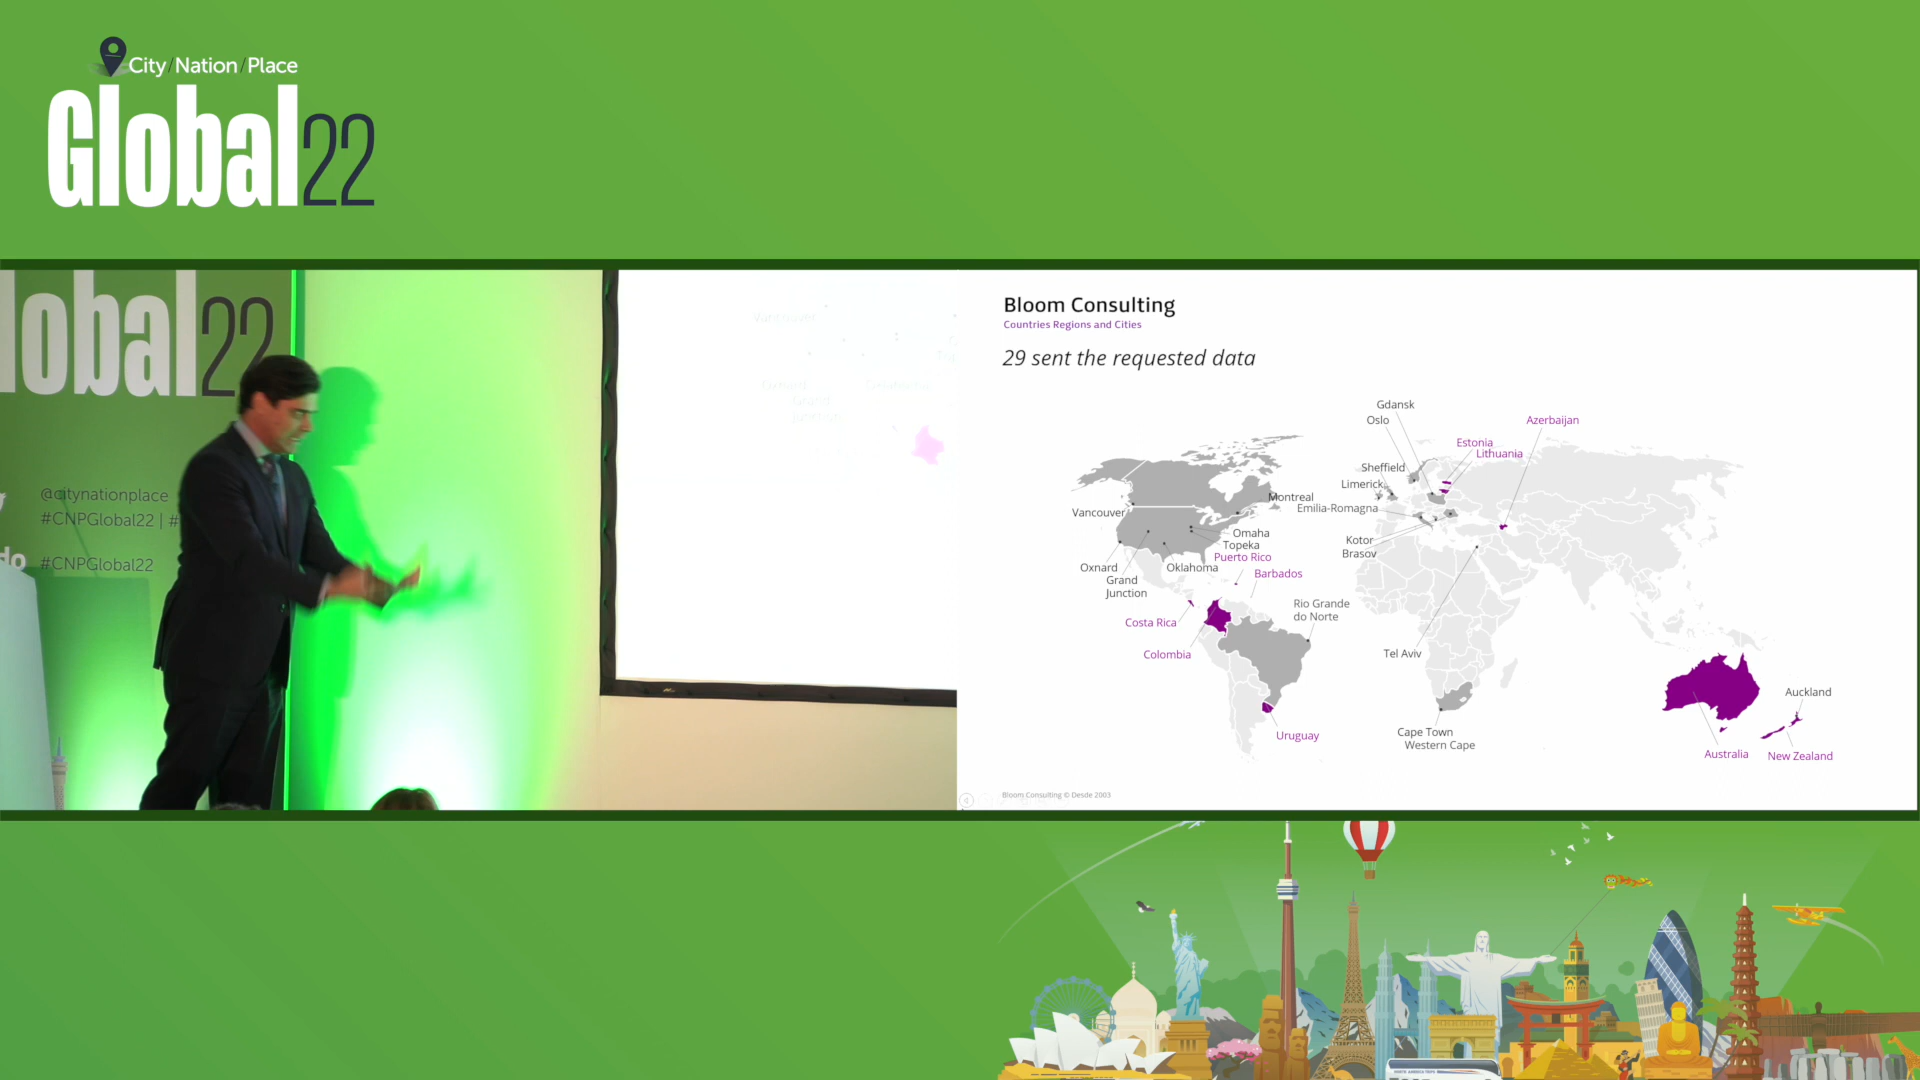 City/Nation/Place
Global22
lobal22
@citynationplace
#CNPGlobal22 | #
do
#CNPGlobal22
Vancouver
Bloom Consulting
Countries Regions and Cities
29 sent the requested data
Gdansk
Oslo
Azerbaijan
Estonia
Lithuania
Sheffield
Limerick
Montreal
Emilia-Romagna
Vancouver
Omaha
Topeka
Kotor
Brasov
Puerto Rico
Oxnard
Oklahoma
Barbados
Grand
Junction
Rio Grande
do Norte
Costa Rica
Colombia
Tel Aviv
Auckland
Uruguay
Cape Town
Western Cape
Australia
New Zealand
Bloom Consulting © Desde 2003